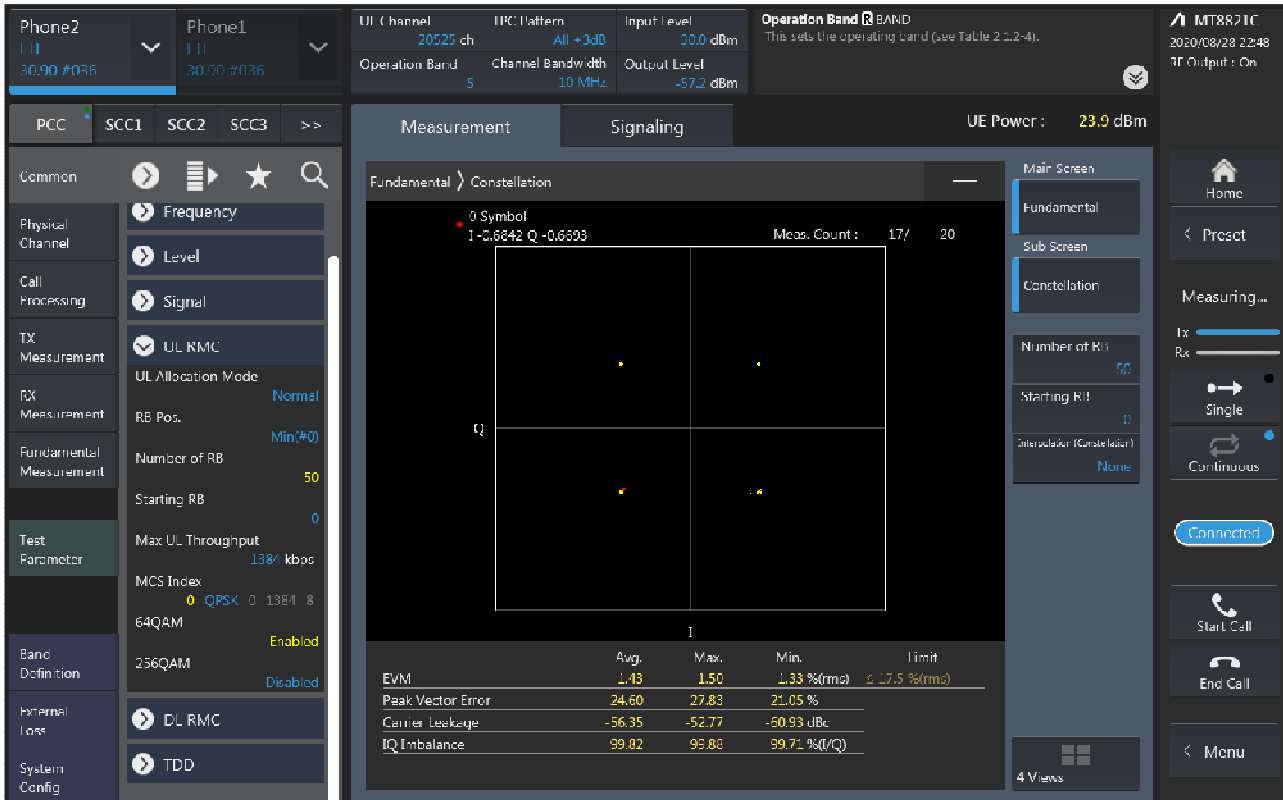 Phone2
30.90 #036
Phone1
30.90 #036
UL Channel
20525 ch
TPC Pattern
All +3dB
Input Level
30.0 dBm
Operation Band
5
Channel Bandwidth
10 MHz
Output Level
-57.2 dBm
Operation Band R BAND
This sets the operating band (see Table 2.1.2-4).
MT8821C
2020/08/28 22:48
RF Output : On
PCC
SCC1
SCC2
SCC3
>>
Measurement
Signaling
UE Power : 23.9 dBm
Common
Physical
Channel
Call
Processing
TX
Measurement
RX
Measurement
Fundamental
Measurement
Test
Parameter
Band
Definition
External
Loss
System
Config
Frequency
Level
Signal
UL RMC
UL Allocation Mode
Normal
RB Pos.
Min(#0)
Number of RB
50
Starting RB
0
Max UL Throughput
1384 kbps
MCS Index
0 QPSK 0 1384 8
64QAM
Enabled
256QAM
Disabled
DL RMC
TDD
Fundamental > Constellation
0 Symbol
I -0.6842 Q -0.6693
Meas. Count : 17/ 20
Q
I
Avg. Max. Min. Limit
EVM 1.43 1.50 1.33 %(rms) ≤ 17.5 %(rms)
Peak Vector Error 24.60 27.83 21.05 %
Carrier Leakage -56.35 -52.77 -60.93 dBc
IQ Imbalance 99.82 99.88 99.71 %(I/Q)
Main Screen
Fundamental
Sub Screen
Constellation
Number of RB
50
Starting RB
0
Interpolation (Constellation)
None
4 Views
Home
< Preset
Measuring...
Tx
Rx
Single
Continuous
Connected
Start Call
End Call
< Menu